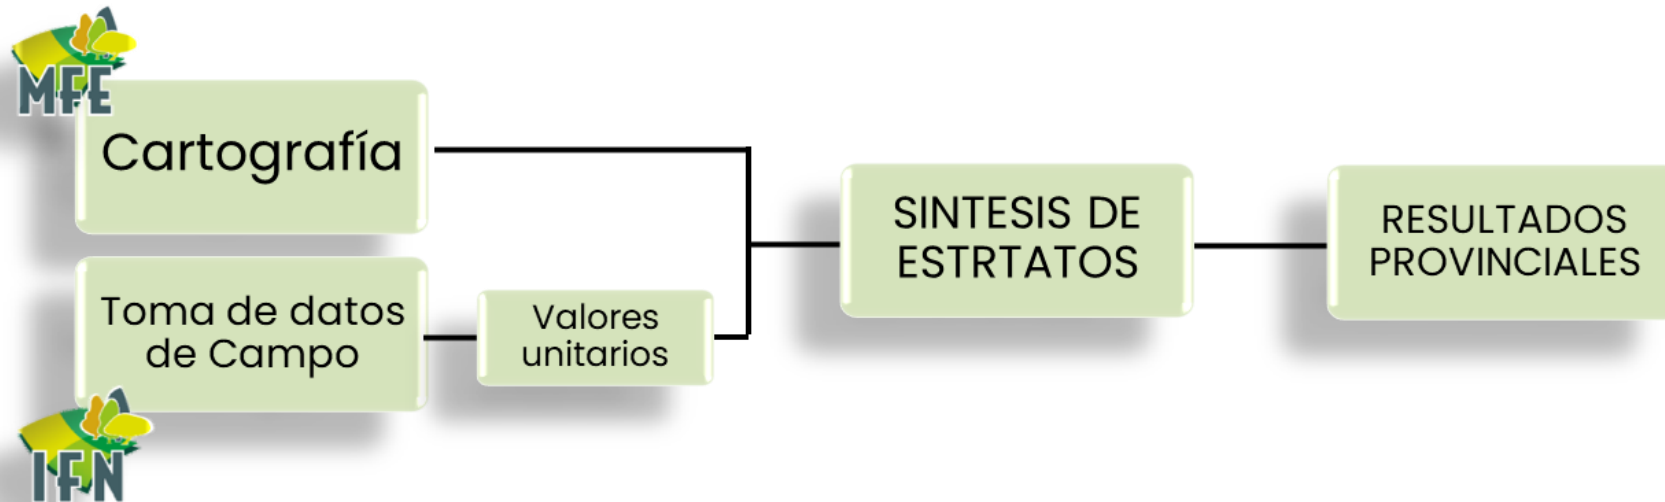 MFE
Cartografía
Toma de datos
de Campo
IFN
Valores
unitarios
SINTESIS DE
ESTRTATOS
RESULTADOS
PROVINCIALES